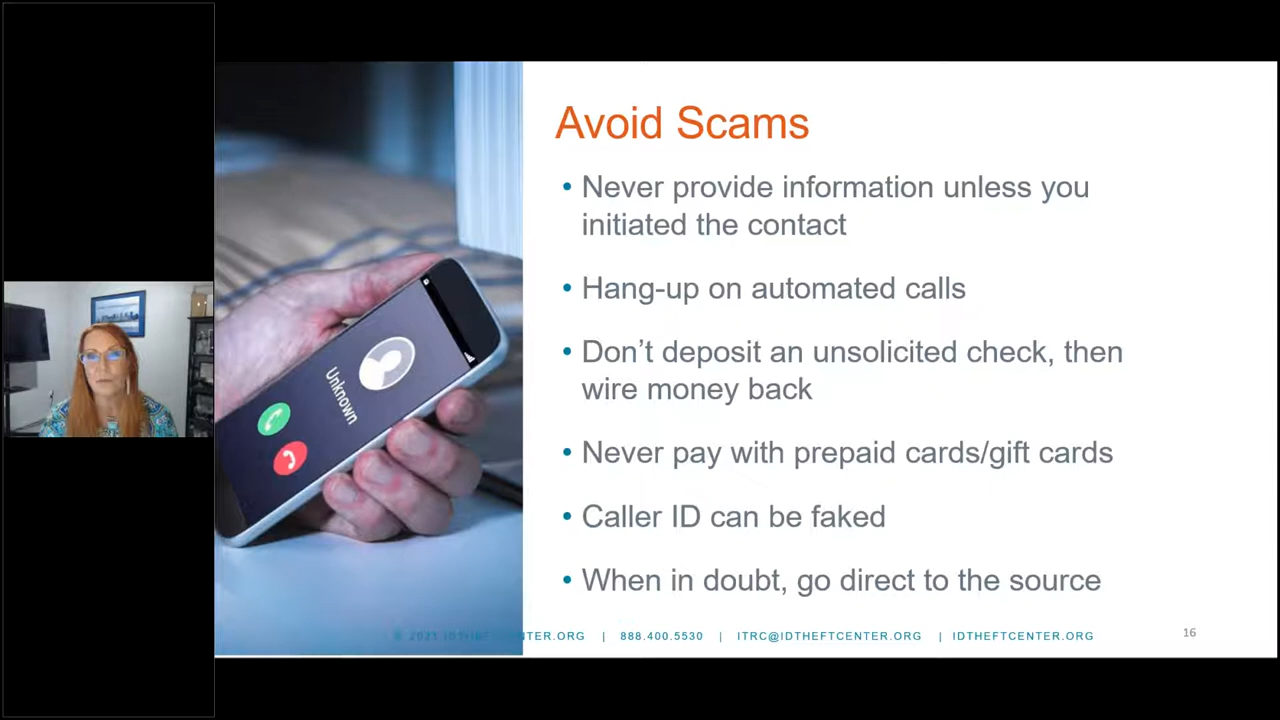 Avoid Scams
• Never provide information unless you
initiated the contact
• Hang-up on automated calls
• Don't deposit an unsolicited check, then
wire money back
• Never pay with prepaid cards/gift cards
• Caller ID can be faked
• When in doubt, go direct to the source
Unknown
© 2021 IDTHEFTCENTER.ORG | 888.400.5530 | ITRC@IDTHEFTCENTER.ORG | IDTHEFTCENTER.ORG
16